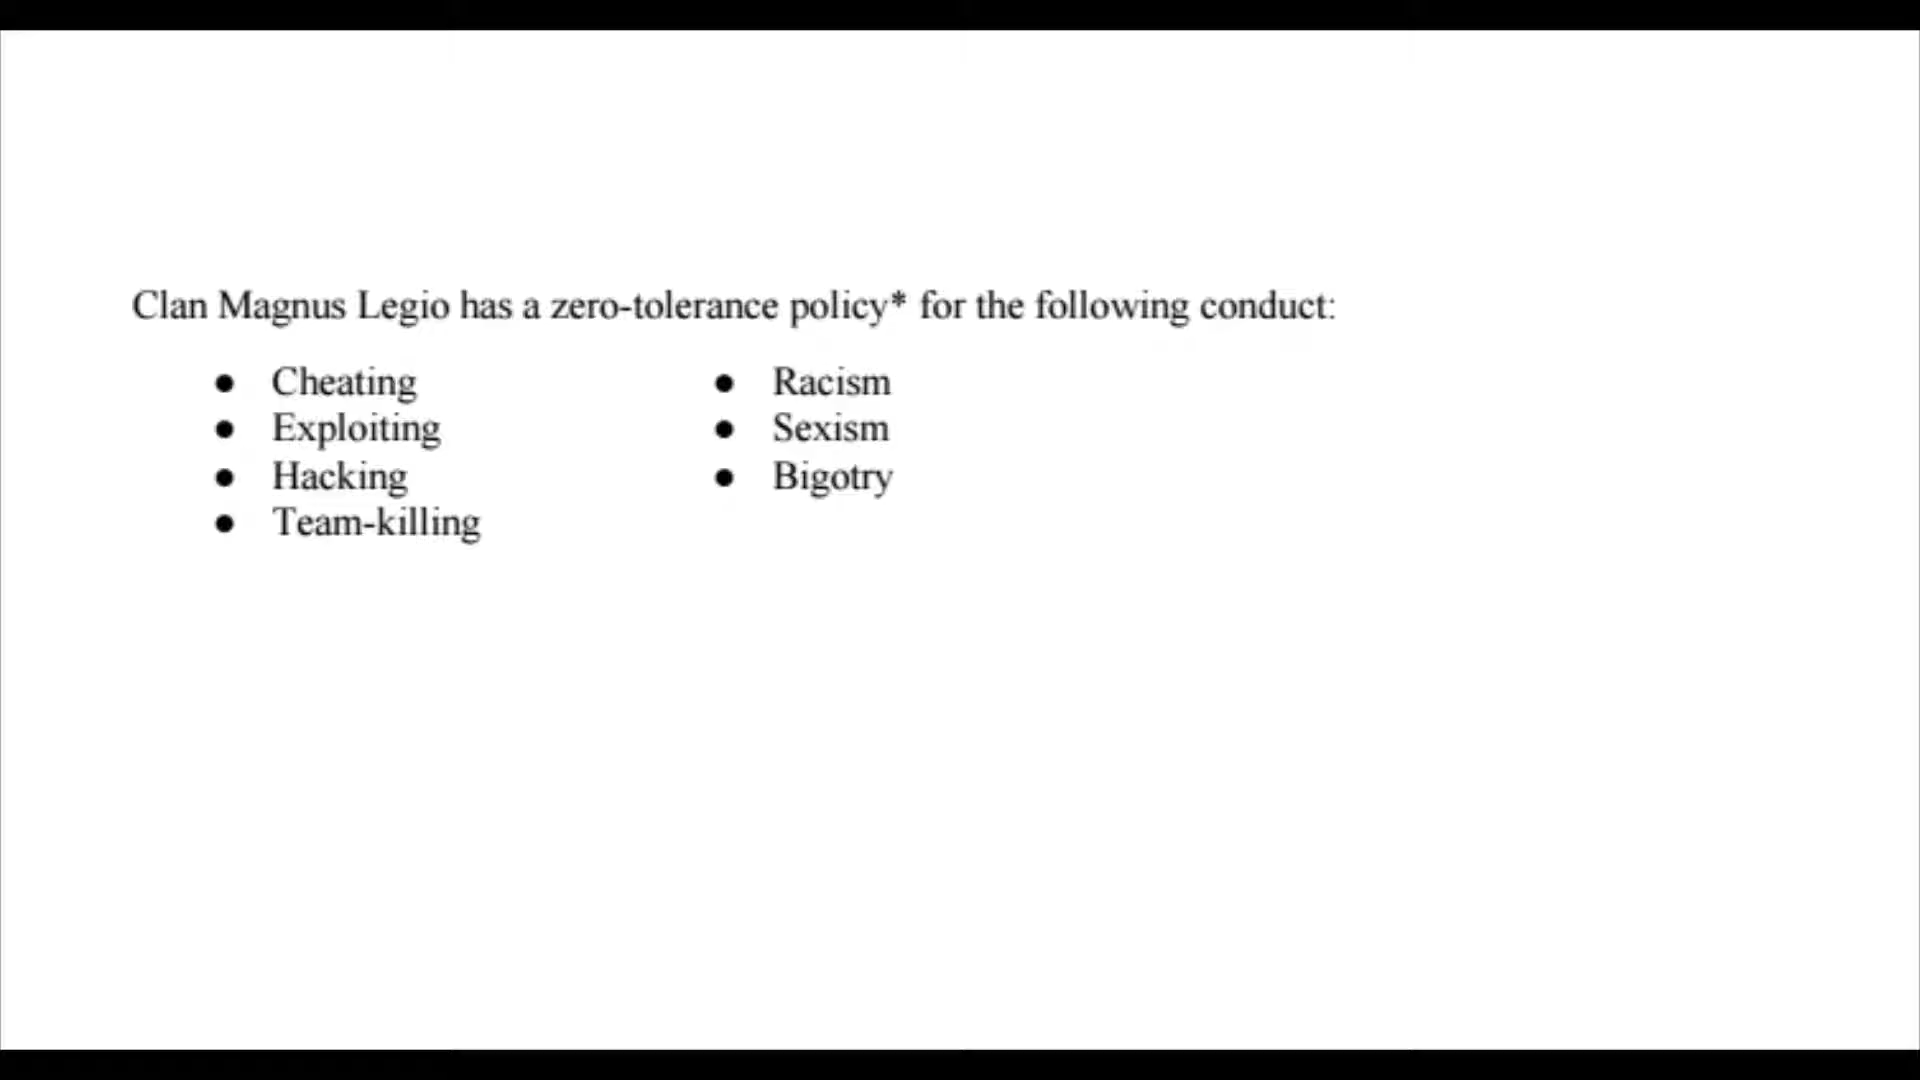 Clan Magnus Legio has a zero-tolerance policy* for the following conduct:
● Cheating
● Exploiting
● Hacking
● Team-killing
● Racism
● Sexism
● Bigotry